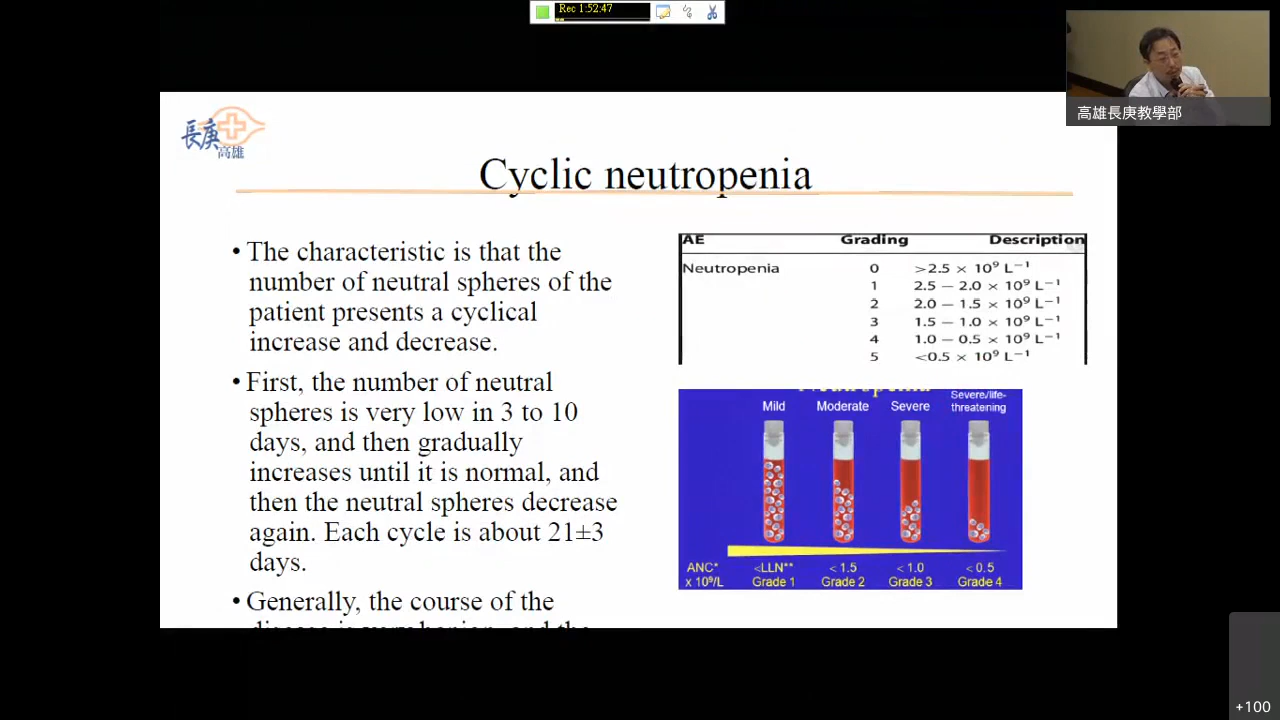 Rec 1:52:47
高雄長庚教學部
長庚
高雄
Cyclic neutropenia
• The characteristic is that the
number of neutral spheres of the
patient presents a cyclical
increase and decrease.
• First, the number of neutral
spheres is very low in 3 to 10
days, and then gradually
increases until it is normal, and
then the neutral spheres decrease
again. Each cycle is about 21±3
days.
• Generally, the course of the
AE Grading Description
Neutropenia 0 >2.5 × 10⁹ L⁻¹
1 2.5 – 2.0 × 10⁹ L⁻¹
2 2.0 – 1.5 × 10⁹ L⁻¹
3 1.5 – 1.0 × 10⁹ L⁻¹
4 1.0 – 0.5 × 10⁹ L⁻¹
5 <0.5 × 10⁹ L⁻¹
Mild Moderate Severe Severe/life-
threatening
ANC* <LLN** < 1.5 < 1.0 < 0.5
x 10⁹/L Grade 1 Grade 2 Grade 3 Grade 4
+100